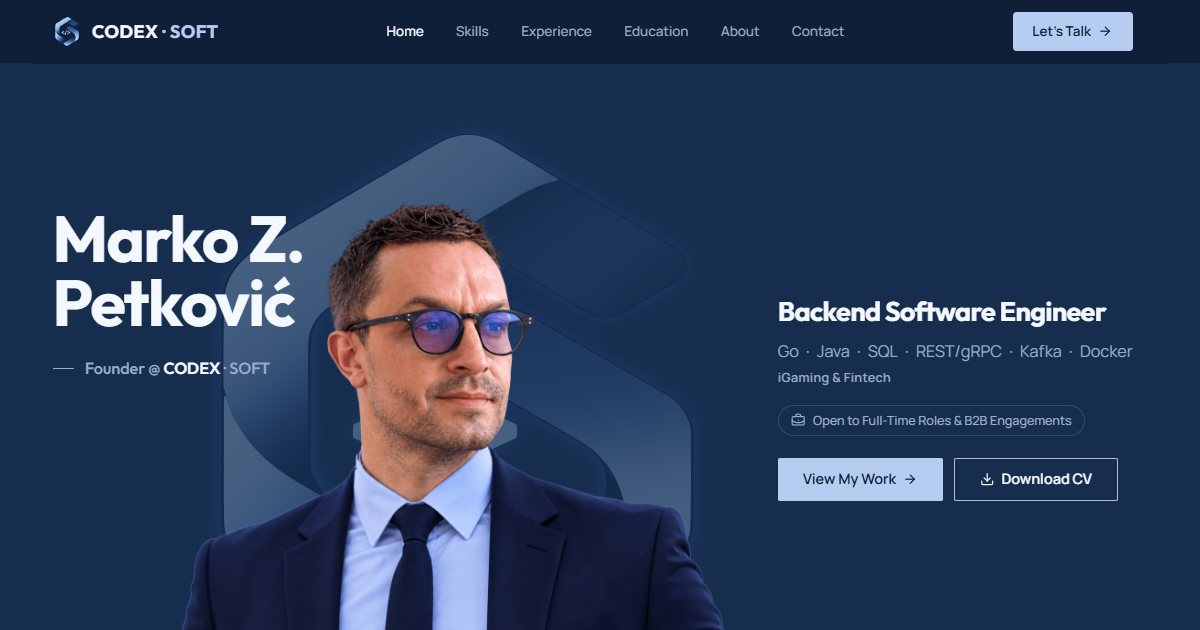 CODEX · SOFT
Home Skills Experience Education About Contact
Let's Talk →
Marko Z.
Petković
Founder @ CODEX · SOFT
Backend Software Engineer
Go · Java · SQL · REST/gRPC · Kafka · Docker
iGaming & Fintech
Open to Full-Time Roles & B2B Engagements
View My Work →
Download CV